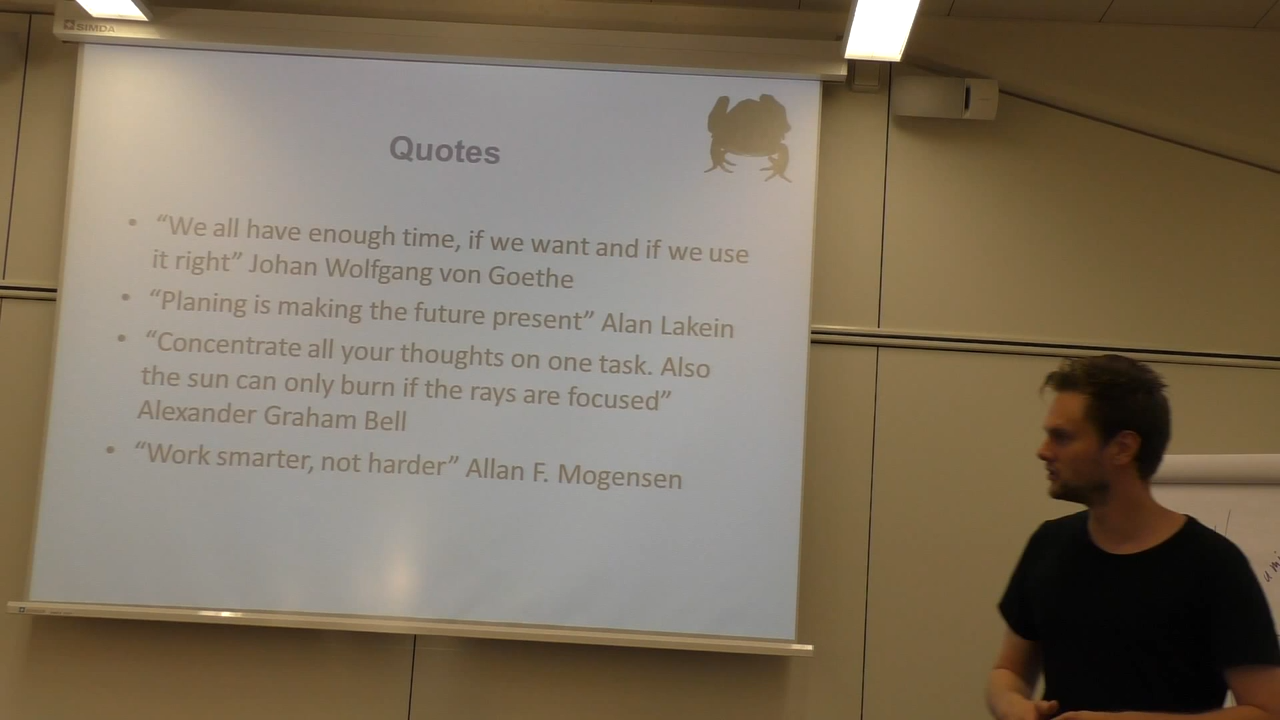 SIMDA
Quotes
• “We all have enough time, if we want and if we use
it right” Johan Wolfgang von Goethe
• “Planing is making the future present” Alan Lakein
• “Concentrate all your thoughts on one task. Also
the sun can only burn if the rays are focused”
Alexander Graham Bell
• “Work smarter, not harder” Allan F. Mogensen